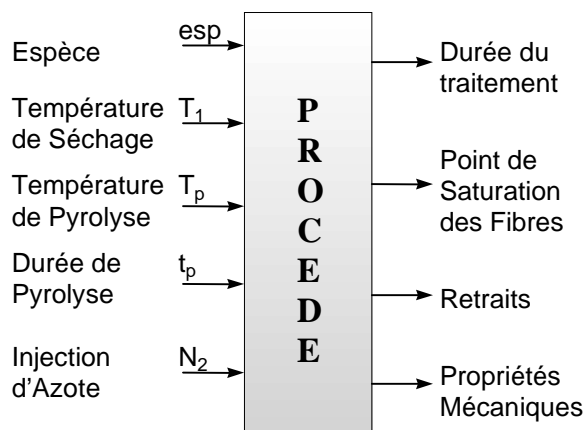 Espèce
esp
Température
de Séchage
T1
Température
de Pyrolyse
Tp
Durée de
Pyrolyse
tp
Injection
d'Azote
N2
P
R
O
C
E
D
E
Durée du
traitement
Point de
Saturation
des Fibres
Retraits
Propriétés
Mécaniques